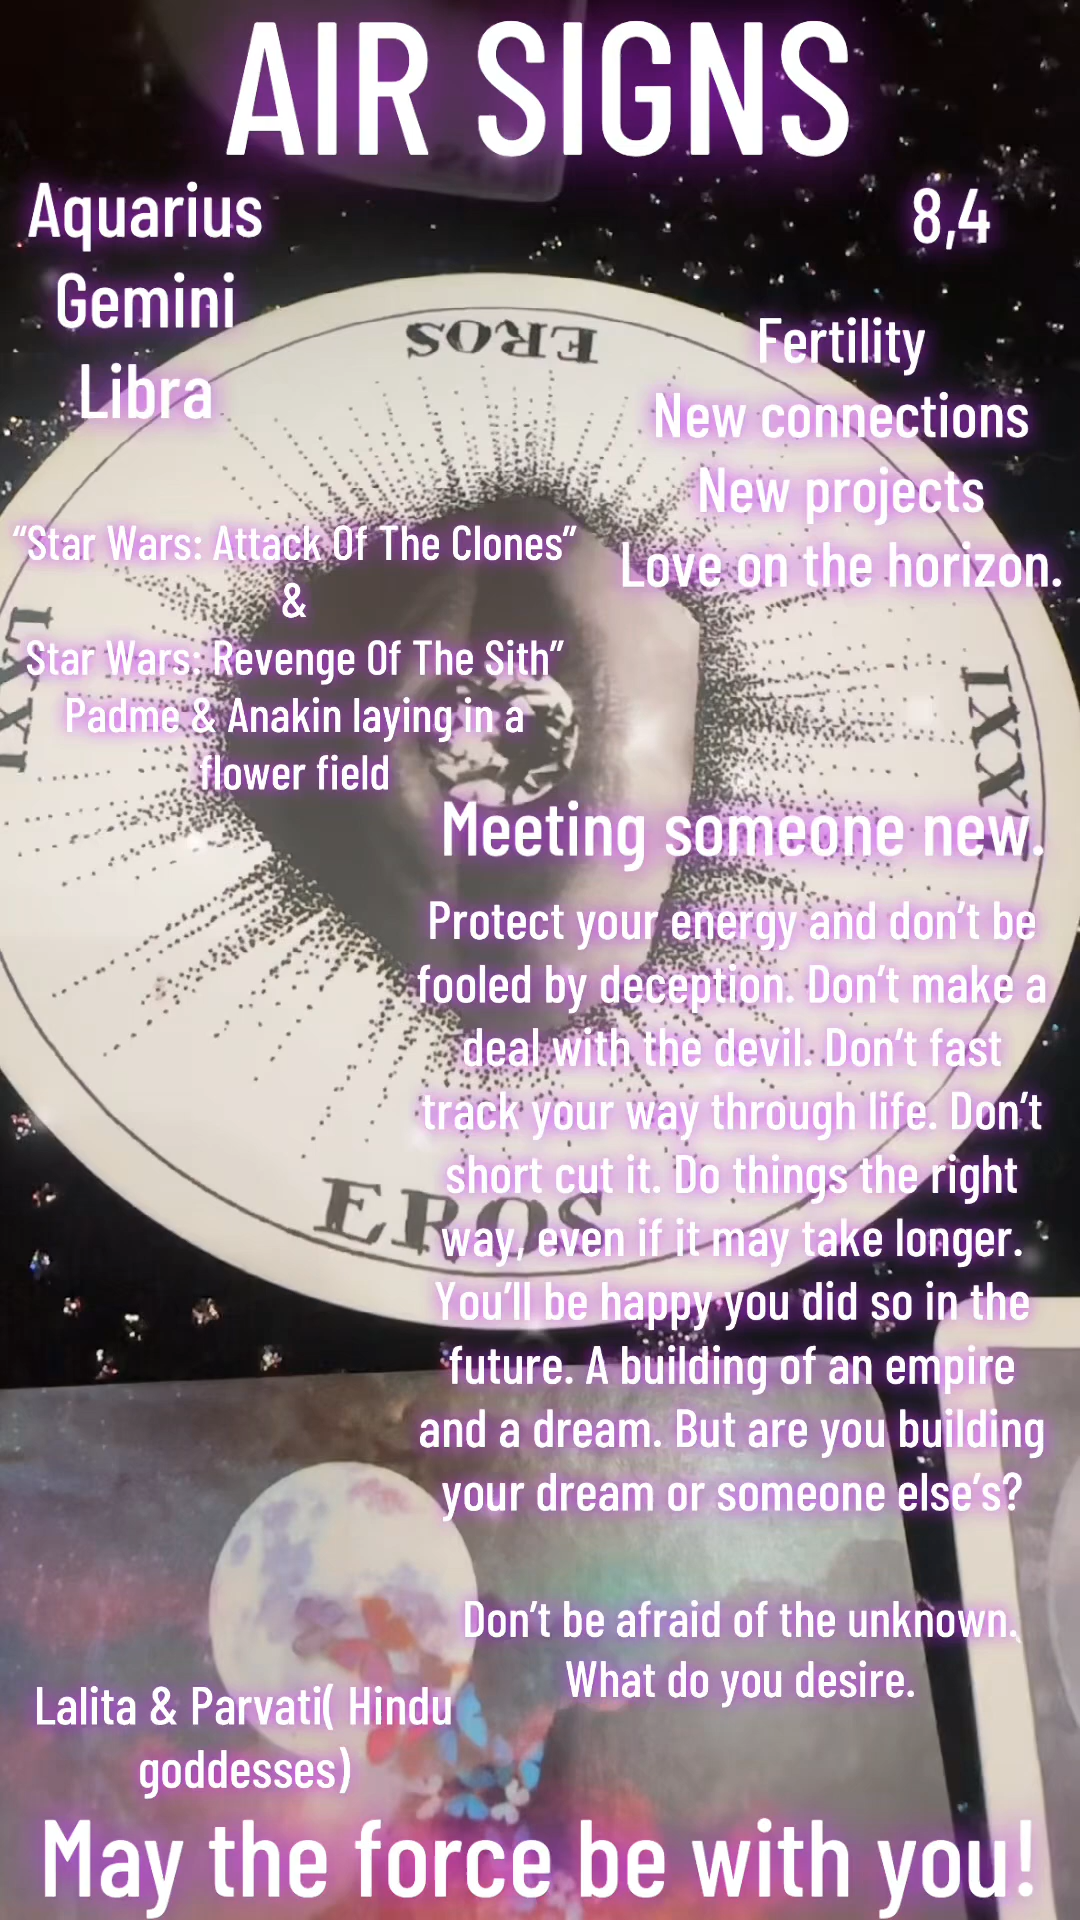 AIR SIGNS
Aquarius
Gemini
Libra
8,4
Fertility
New connections
New projects
Love on the horizon.
EROS
LXXI
IXXI
“Star Wars: Attack Of The Clones”
&
Star Wars: Revenge Of The Sith”
Padme & Anakin laying in a
flower field
Meeting someone new.
Protect your energy and don’t be
fooled by deception. Don’t make a
deal with the devil. Don’t fast
track your way through life. Don’t
short cut it. Do things the right
way, even if it may take longer.
You’ll be happy you did so in the
future. A building of an empire
and a dream. But are you building
your dream or someone else’s?
EROS
Don’t be afraid of the unknown.
What do you desire.
Lalita & Parvati( Hindu
goddesses)
May the force be with you!